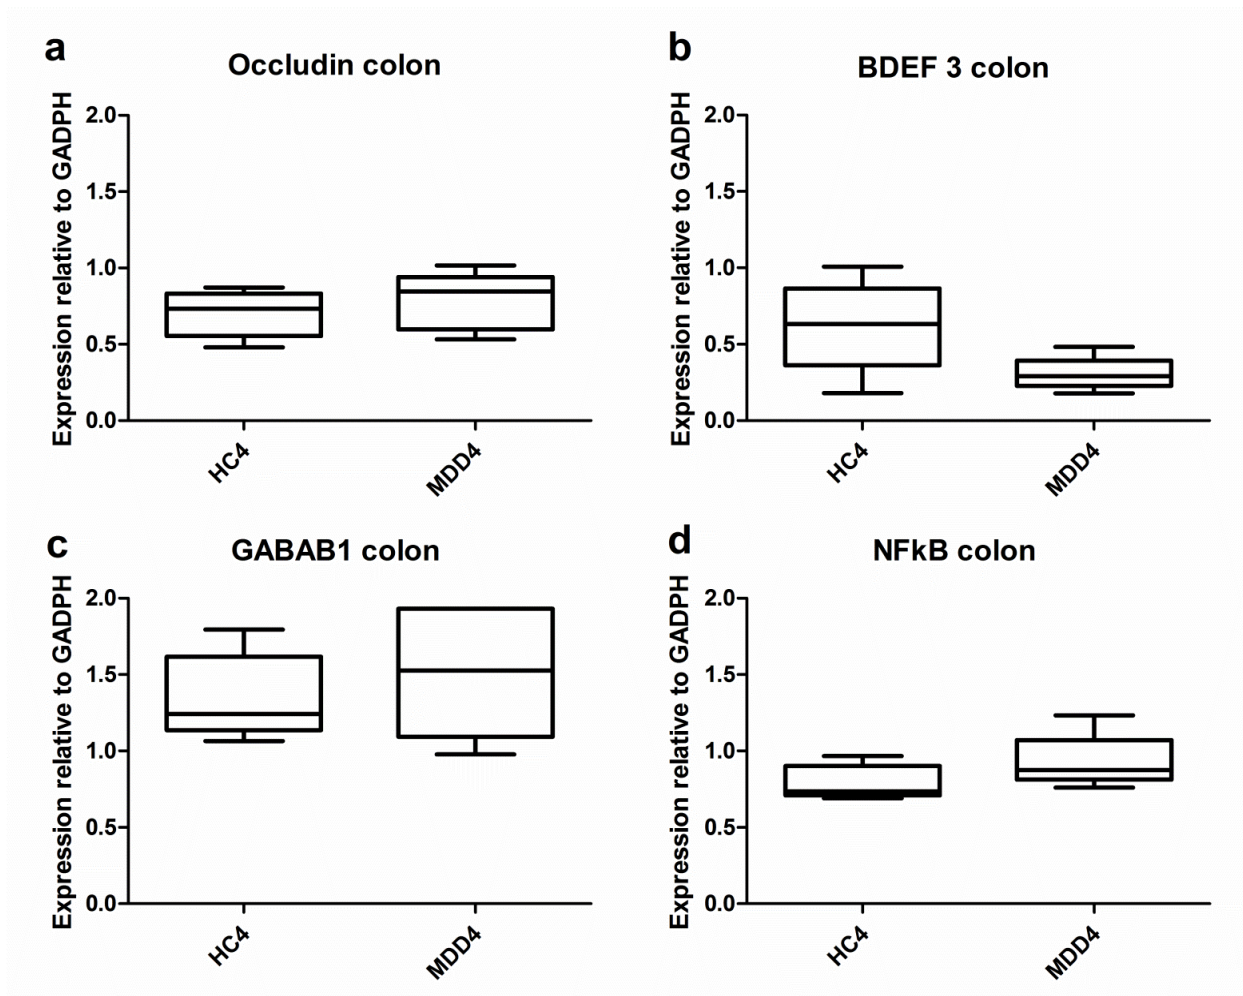 a
Occludin colon
Expression relative to GADPH
2.0
1.5
1.0
0.5
0.0
HC4
MDD4
b
BDEF 3 colon
Expression relative to GADPH
2.0
1.5
1.0
0.5
0.0
HC4
MDD4
c
GABAB1 colon
Expression relative to GADPH
2.0
1.5
1.0
0.5
0.0
HC4
MDD4
d
NFkB colon
Expression relative to GADPH
2.0
1.5
1.0
0.5
0.0
HC4
MDD4